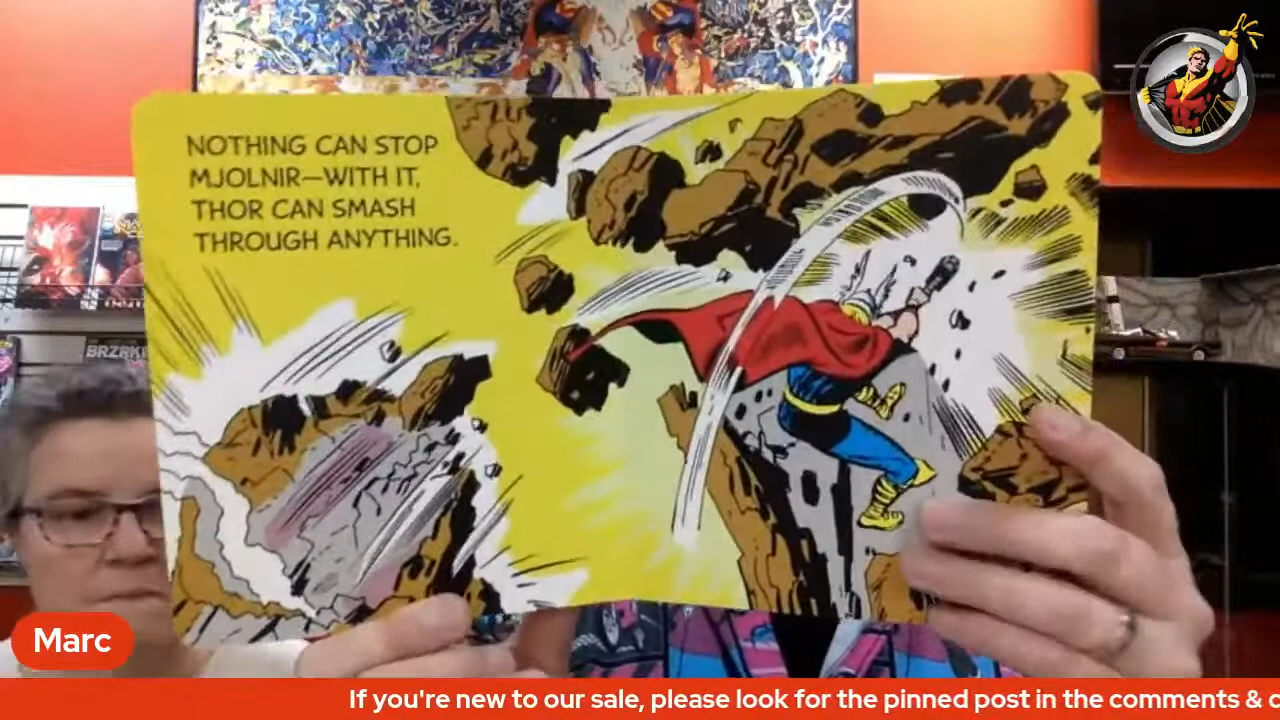 NOTHING CAN STOP
MJOLNIR—WITH IT,
THOR CAN SMASH
THROUGH ANYTHING.
BRZRK
Marc
If you're new to our sale, please look for the pinned post in the comments &